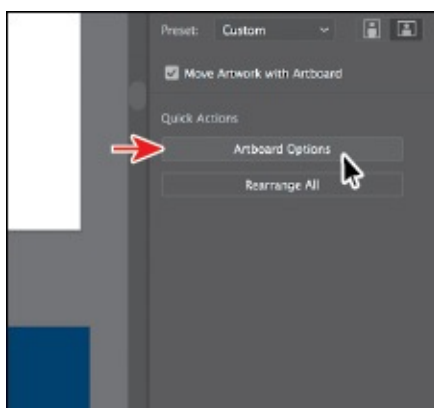 Preset: Custom
Move Artwork with Artboard
Quick Actions
Artboard Options
Rearrange All